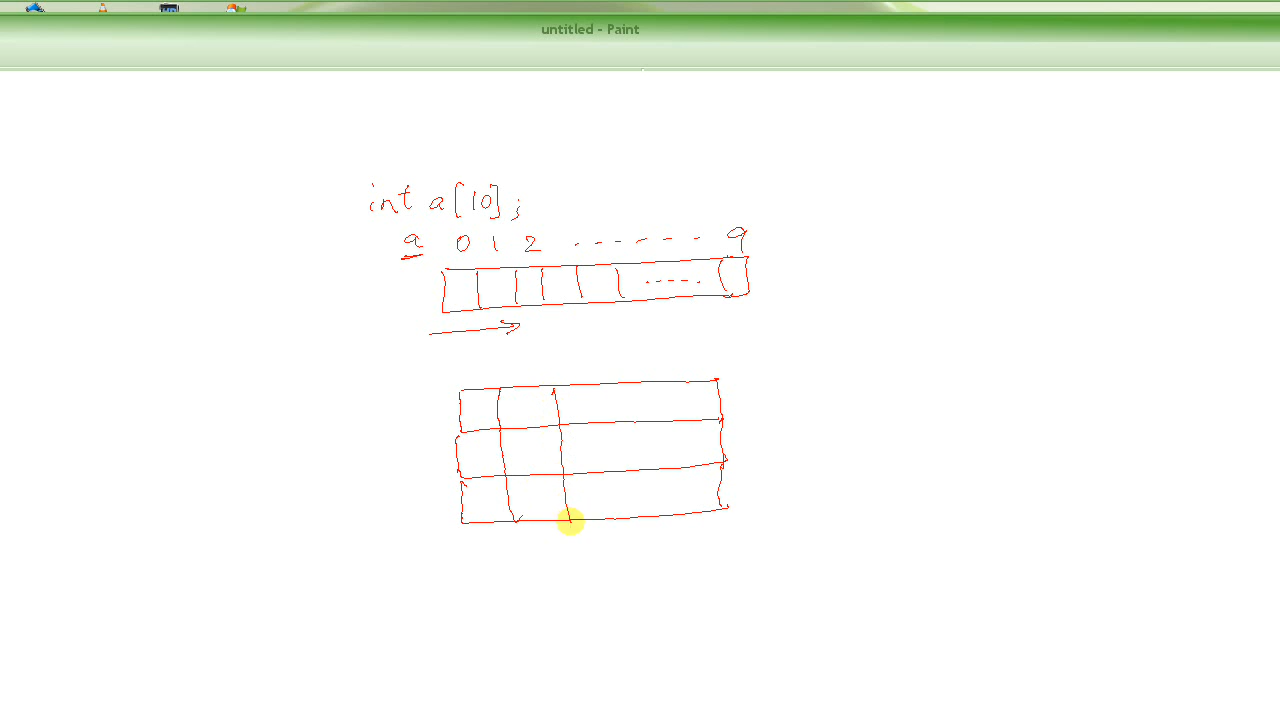 untitled - Paint
int a[10];
a 0 1 2 ------- 9
-----